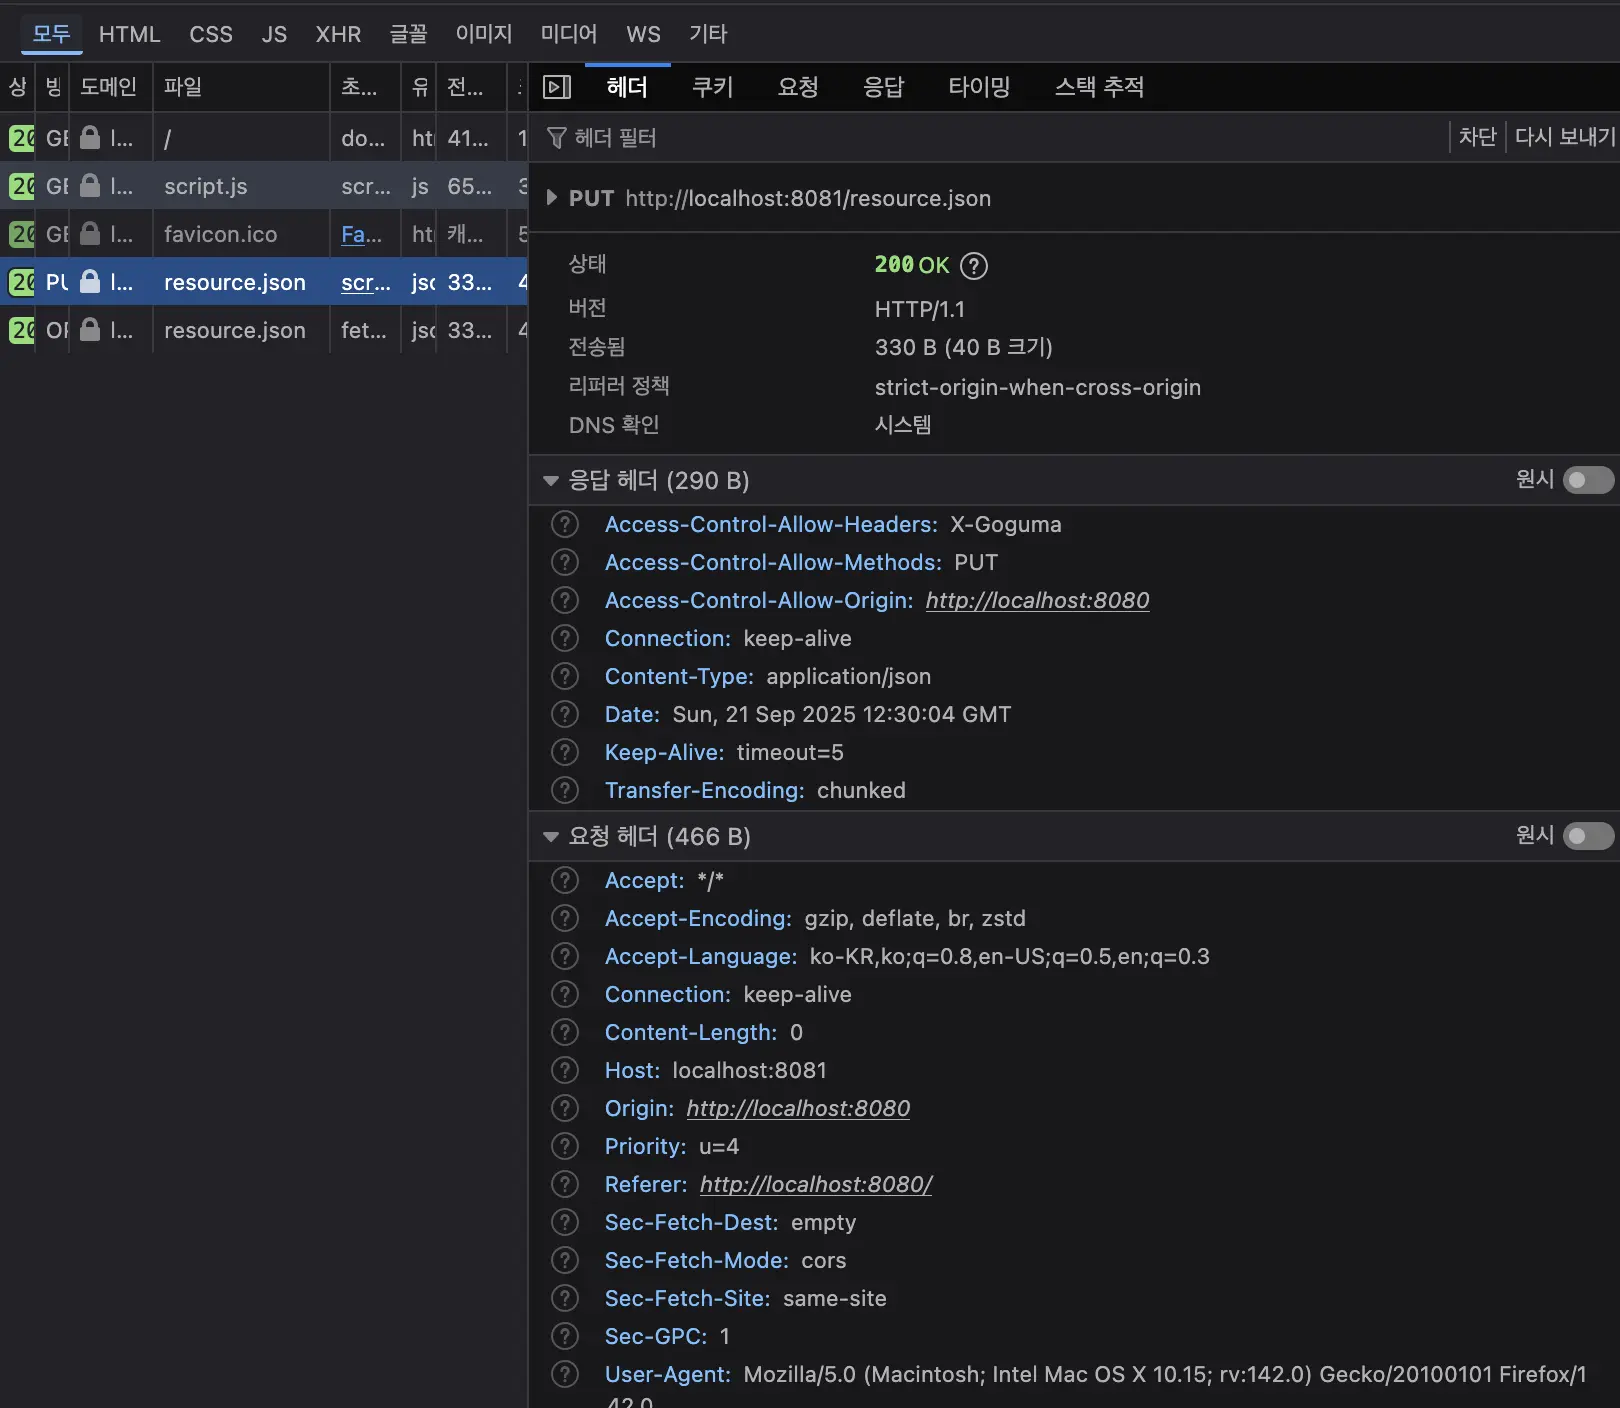 모두 HTML CSS JS XHR 글꼴 이미지 미디어 WS 기타
상 도메인 파일 초... 유 전...
헤더 쿠키 요청 응답 타이밍 스택 추적
20 GE l... / do... ht 41... 1
20 GE l... script.js scr... js 65... 3
20 GE l... favicon.ico Fa... ht 캐... 5
20 PU l... resource.json scr... jsc 33... 4
20 OP l... resource.json fet... jsc 33... 4
헤더 필터 차단 다시 보내기
PUT http://localhost:8081/resource.json
상태 200 OK ?
버전 HTTP/1.1
전송됨 330 B (40 B 크기)
리퍼러 정책 strict-origin-when-cross-origin
DNS 확인 시스템
응답 헤더 (290 B) 원시
? Access-Control-Allow-Headers: X-Goguma
? Access-Control-Allow-Methods: PUT
? Access-Control-Allow-Origin: http://localhost:8080
? Connection: keep-alive
? Content-Type: application/json
? Date: Sun, 21 Sep 2025 12:30:04 GMT
? Keep-Alive: timeout=5
? Transfer-Encoding: chunked
요청 헤더 (466 B) 원시
? Accept: */*
? Accept-Encoding: gzip, deflate, br, zstd
? Accept-Language: ko-KR,ko;q=0.8,en-US;q=0.5,en;q=0.3
? Connection: keep-alive
? Content-Length: 0
? Host: localhost:8081
? Origin: http://localhost:8080
? Priority: u=4
? Referer: http://localhost:8080/
? Sec-Fetch-Dest: empty
? Sec-Fetch-Mode: cors
? Sec-Fetch-Site: same-site
? Sec-GPC: 1
? User-Agent: Mozilla/5.0 (Macintosh; Intel Mac OS X 10.15; rv:142.0) Gecko/20100101 Firefox/1
42.0